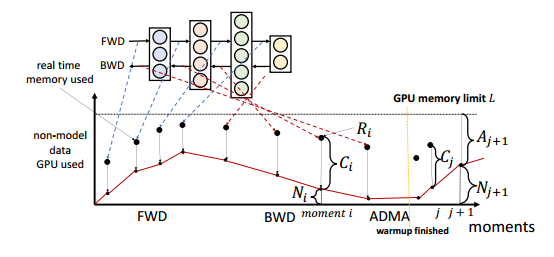 FWD
BWD
real time
memory used
GPU memory limit L
R_i
non-model
data
GPU used
C_i
C_j
A_{j+1}
N_i
N_{j+1}
FWD
BWD
moment i
ADMA
j
j + 1
moments
warmup finished